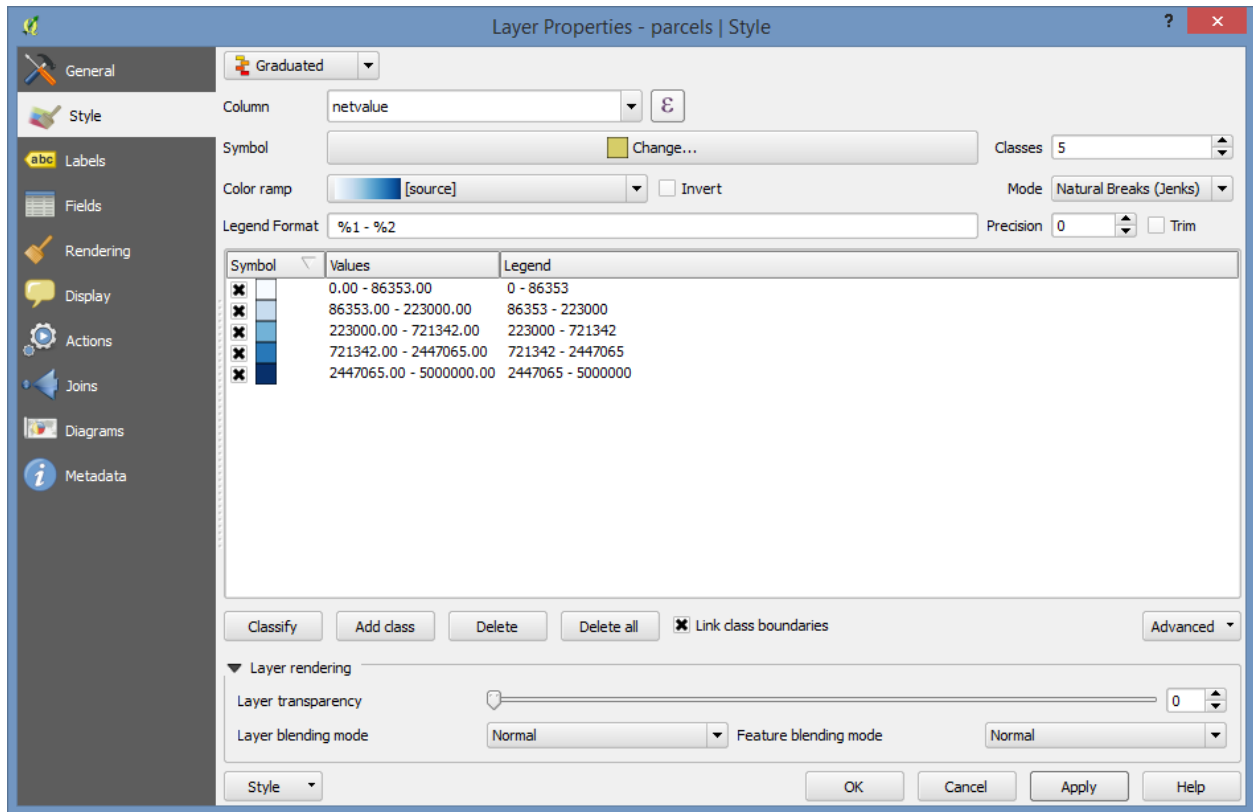 Layer Properties - parcels | Style ? ×
General
Style
abc Labels
Fields
Rendering
Display
Actions
Joins
Diagrams
i Metadata
Graduated
Column netvalue ε
Symbol Change... Classes 5
Color ramp [source] Invert Mode Natural Breaks (Jenks)
Legend Format %1 - %2 Precision 0 Trim
Symbol Values Legend
0.00 - 86353.00 0 - 86353
86353.00 - 223000.00 86353 - 223000
223000.00 - 721342.00 223000 - 721342
721342.00 - 2447065.00 721342 - 2447065
2447065.00 - 5000000.00 2447065 - 5000000
Classify Add class Delete Delete all Link class boundaries Advanced
Layer rendering
Layer transparency 0
Layer blending mode Normal Feature blending mode Normal
Style OK Cancel Apply Help